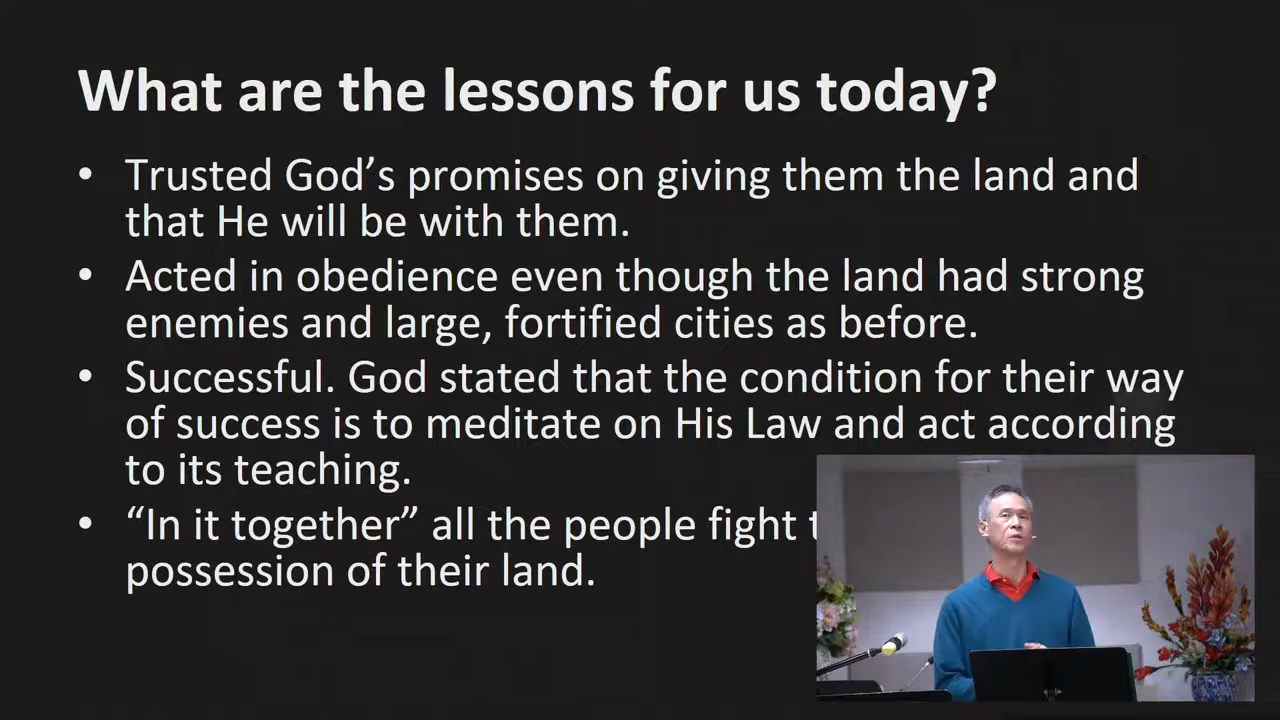 What are the lessons for us today?
• Trusted God’s promises on giving them the land and
that He will be with them.
• Acted in obedience even though the land had strong
enemies and large, fortified cities as before.
• Successful. God stated that the condition for their way
of success is to meditate on His Law and act according
to its teaching.
• “In it together” all the people fight
possession of their land.